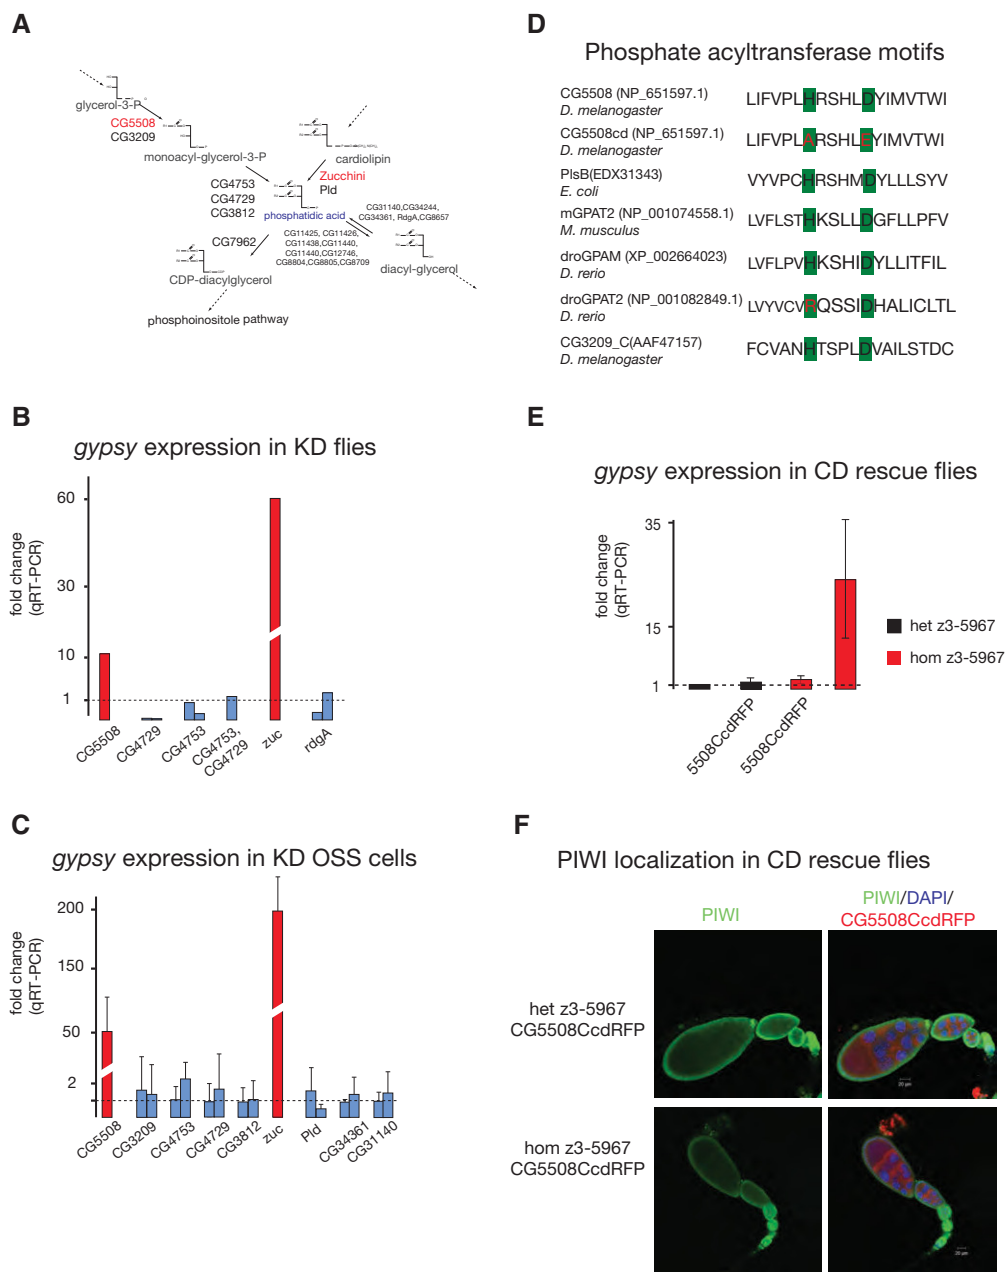 A
glycerol-3-P
CG5508
CG3209
monoacyl-glycerol-3-P
cardiolipin
Zucchini
Pld
CG4753
CG4729
CG3812
phosphatidic acid
CG31140,CG34244,
CG34361, RdgA,CG8657
CG11425, CG11426,
CG11438, CG11440,
CG11440,CG12746,
CG8804,CG8805,CG8709
CG7962
diacyl-glycerol
CDP-diacylglycerol
phosphoinositole pathway
B
gypsy expression in KD flies
fold change
(qRT-PCR)
60
30
10
1
CG5508
CG4729
CG4753
CG4753,
CG4729
zuc
rdgA
C
gypsy expression in KD OSS cells
fold change
(qRT-PCR)
200
150
50
2
CG5508
CG3209
CG4753
CG4729
CG3812
zuc
Pld
CG34361
CG31140
D
Phosphate acyltransferase motifs
CG5508 (NP_651597.1)
D. melanogaster
LIFVPLHRSHLDYIMVTWI
CG5508cd (NP_651597.1)
D. melanogaster
LIFVPLARSHLEYIMVTWI
PlsB(EDX31343)
E. coli
VYVPCHRSHMDYLLLSYV
mGPAT2 (NP_001074558.1)
M. musculus
LVFLSTHKSLLDGFLLPFV
droGPAM (XP_002664023)
D. rerio
LVFLPVHKSHIDYLLITFIL
droGPAT2 (NP_001082849.1)
D. rerio
LVYVCVRQSSIDHALICLTL
CG3209_C(AAF47157)
D. melanogaster
FCVANHTSPLDVAILSTDC
E
gypsy expression in CD rescue flies
fold change
(qRT-PCR)
35
15
1
5508CcdRFP
5508CcdRFP
het z3-5967
hom z3-5967
F
PIWI localization in CD rescue flies
PIWI
PIWI/DAPI/
CG5508CcdRFP
het z3-5967
CG5508CcdRFP
20 µm
hom z3-5967
CG5508CcdRFP
20 µm